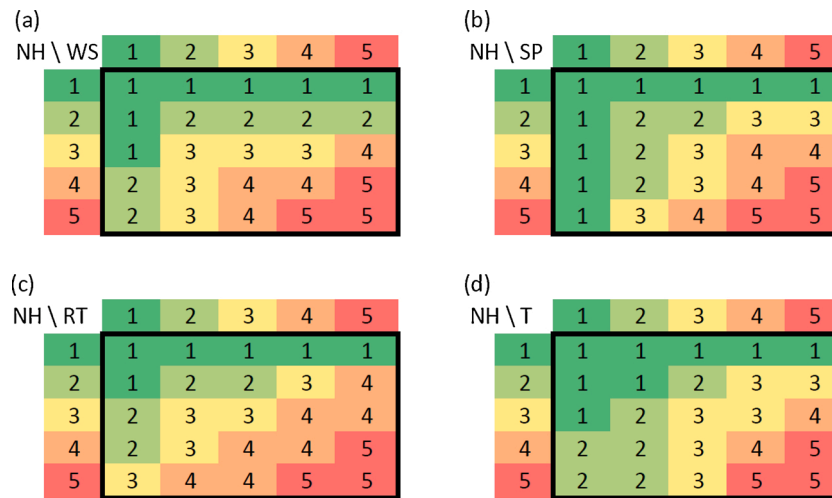 (a)
NH \ WS 1 2 3 4 5
1 1 1 1 1 1
2 1 2 2 2 2
3 1 3 3 3 4
4 2 3 4 4 5
5 2 3 4 5 5
(b)
NH \ SP 1 2 3 4 5
1 1 1 1 1 1
2 1 2 2 3 3
3 1 2 3 4 4
4 1 2 3 4 5
5 1 3 4 5 5
(c)
NH \ RT 1 2 3 4 5
1 1 1 1 1 1
2 1 2 2 3 4
3 2 3 3 4 4
4 2 3 4 4 5
5 3 4 4 5 5
(d)
NH \ T 1 2 3 4 5
1 1 1 1 1 1
2 1 1 2 3 3
3 1 2 3 3 4
4 2 2 3 4 5
5 2 2 3 5 5